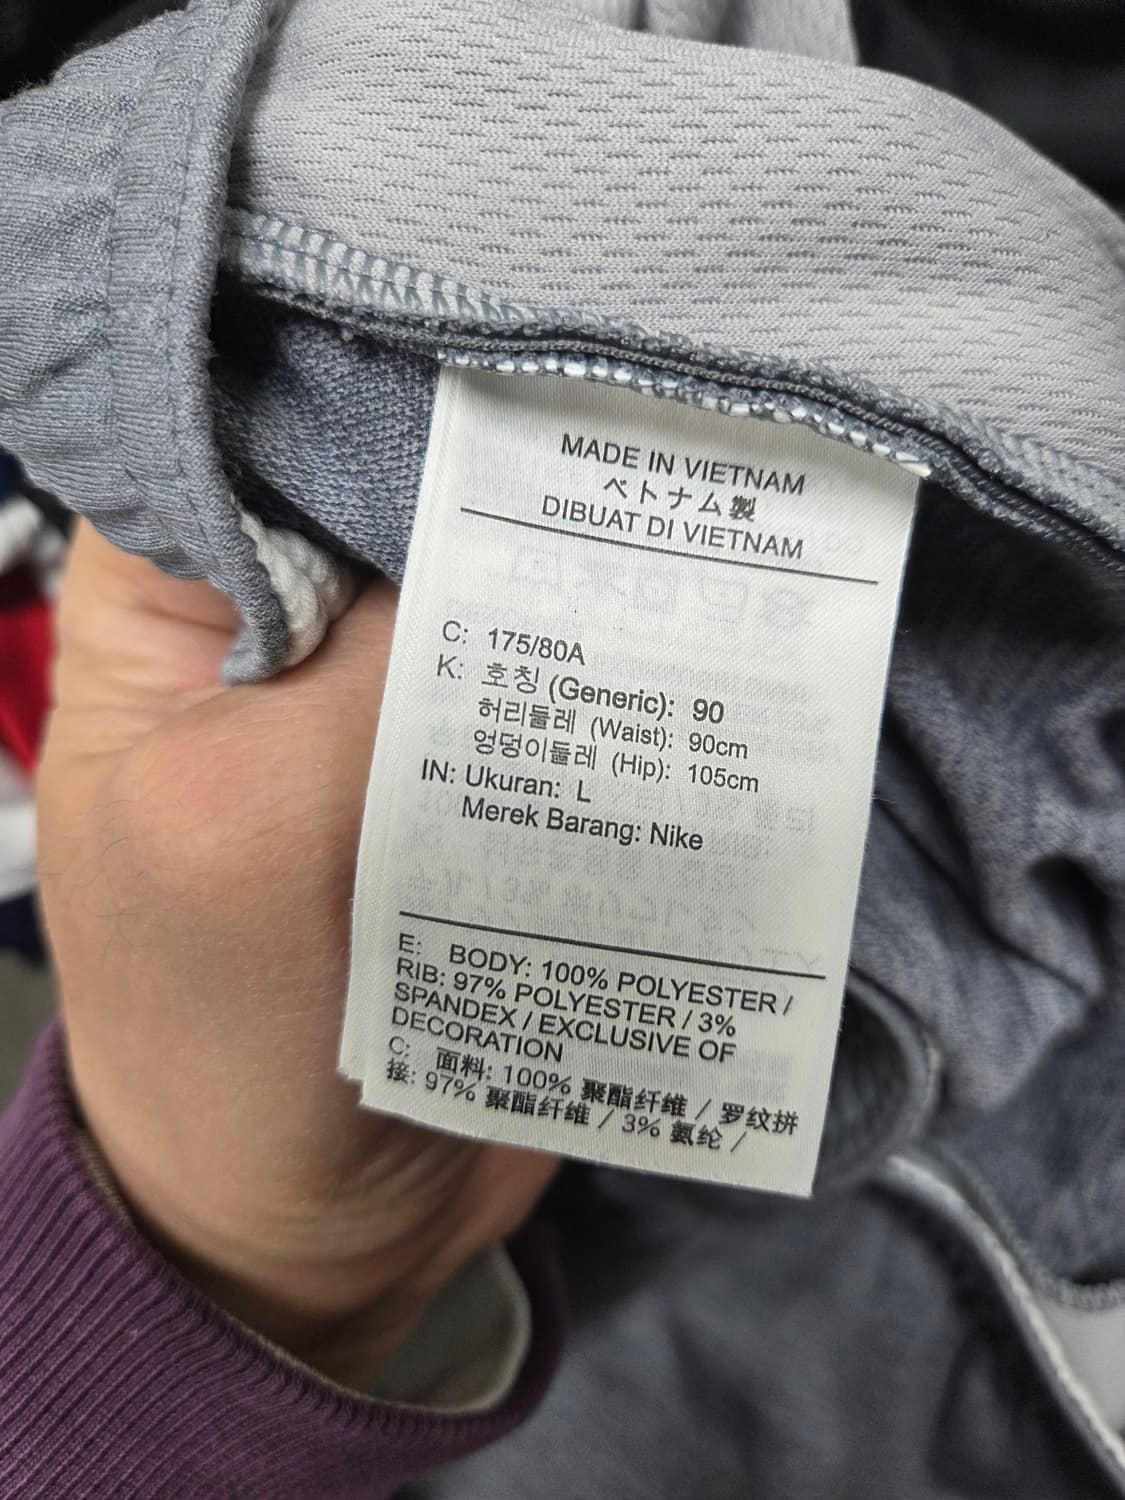 MADE IN VIETNAM
ベトナム製
DIBUAT DI VIETNAM
C: 175/80A
K: 호칭 (Generic): 90
허리둘레 (Waist): 90cm
엉덩이둘레 (Hip): 105cm
IN: Ukuran: L
Merek Barang: Nike
E: BODY: 100% POLYESTER /
RIB: 97% POLYESTER / 3%
SPANDEX / EXCLUSIVE OF
DECORATION
C: 面料: 100% 聚酯纤维 / 罗纹拼
接: 97% 聚酯纤维 / 3% 氨纶 /